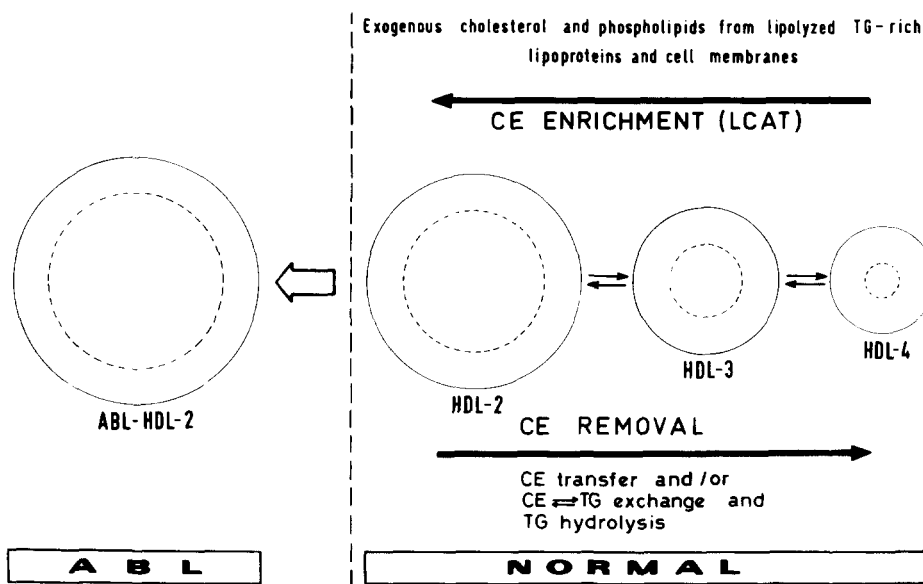 Exogenous cholesterol and phospholipids from lipolyzed TG-rich
lipoproteins and cell membranes
CE ENRICHMENT (LCAT)
ABL-HDL-2
HDL-2
HDL-3
HDL-4
CE REMOVAL
CE transfer and/or
CE ⇌ TG exchange and
TG hydrolysis
ABL
NORMAL